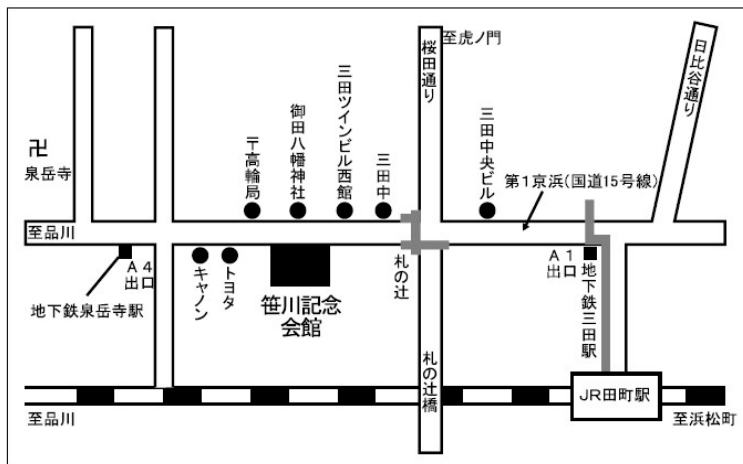 至虎ノ門
桜田通り
日比谷通り
卍
泉岳寺
〒高輪局
御田八幡神社
三田ツインビル西館
三田中
三田中央ビル
第1京浜(国道15号線)
至品川
A4
出口
地下鉄泉岳寺駅
キャノン
トヨタ
笹川記念
会館
札の辻
A1
出口
地下鉄三田駅
札の辻橋
JR田町駅
至品川
至浜松町